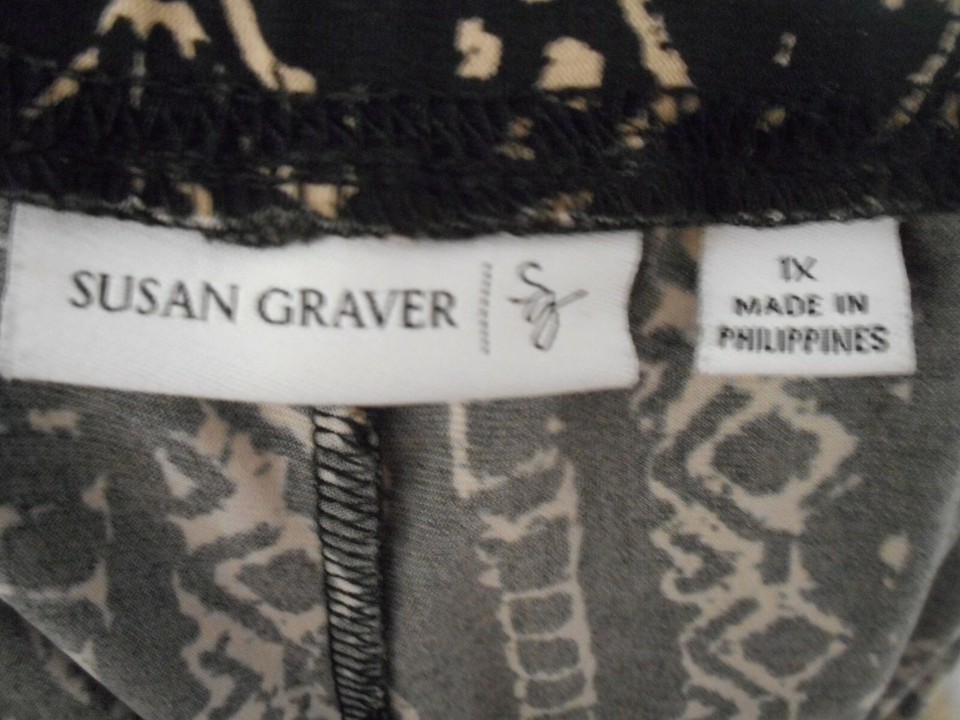 SUSAN GRAVER
Sg
1X
MADE IN
PHILIPPINES